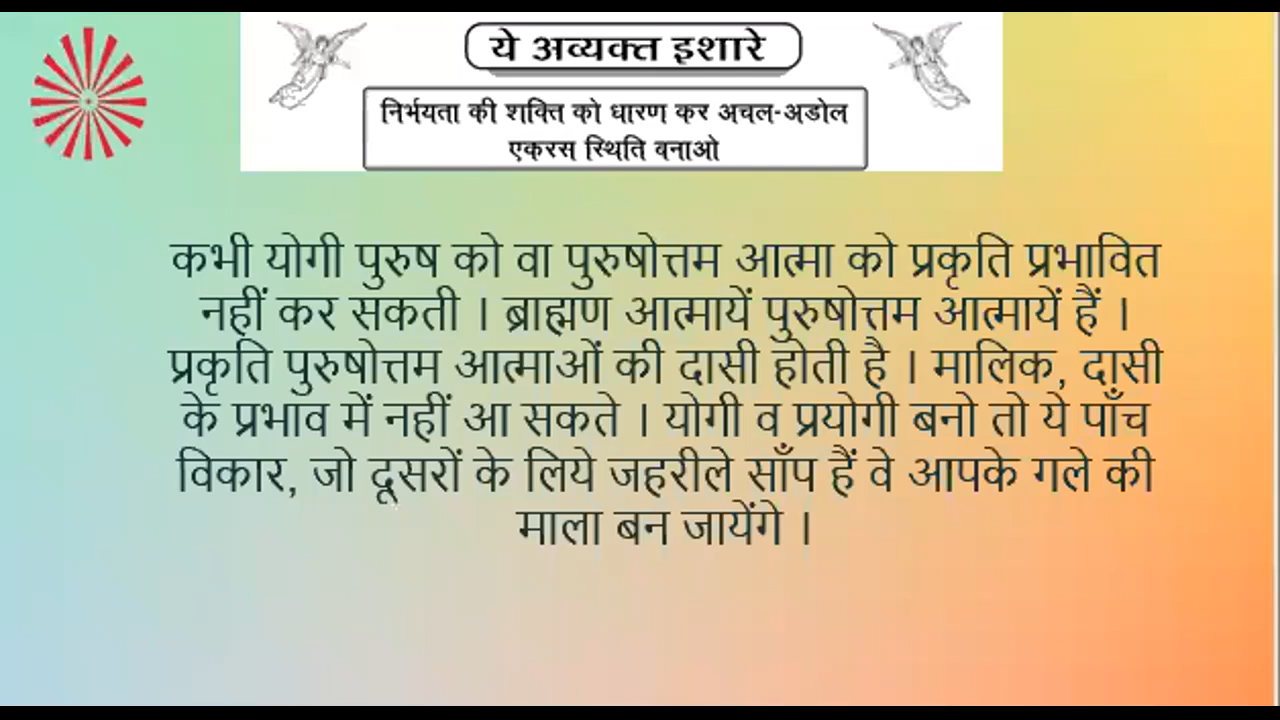 ये अव्यक्त इशारे
निर्भयता की शक्ति को धारण कर अचल-अडोल
एकरस स्थिति बनाओ
कभी योगी पुरुष को वा पुरुषोत्तम आत्मा को प्रकृति प्रभावित
नहीं कर सकती । ब्राह्मण आत्मायें पुरुषोत्तम आत्मायें हैं ।
प्रकृति पुरुषोत्तम आत्माओं की दासी होती है । मालिक, दासी
के प्रभाव में नहीं आ सकते । योगी व प्रयोगी बनो तो ये पाँच
विकार, जो दूसरों के लिये जहरीले साँप हैं वे आपके गले की
माला बन जायेंगे ।